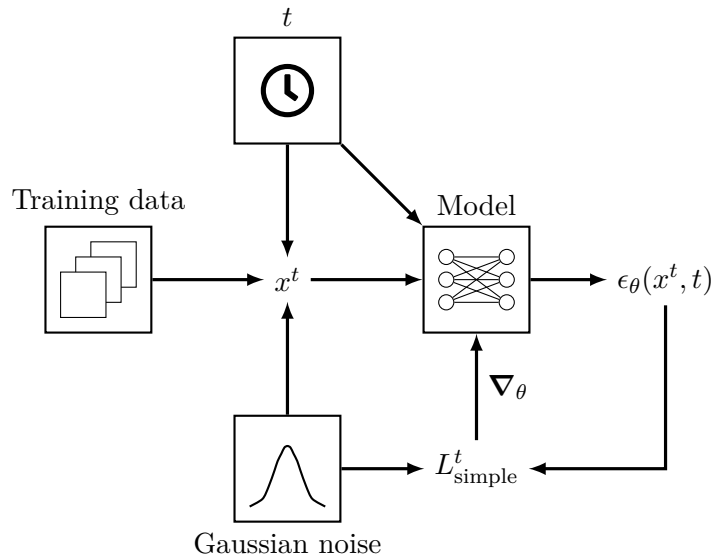 t
Training data
Model
x^t
ϵ_θ(x^t, t)
∇_θ
L^t_simple
Gaussian noise